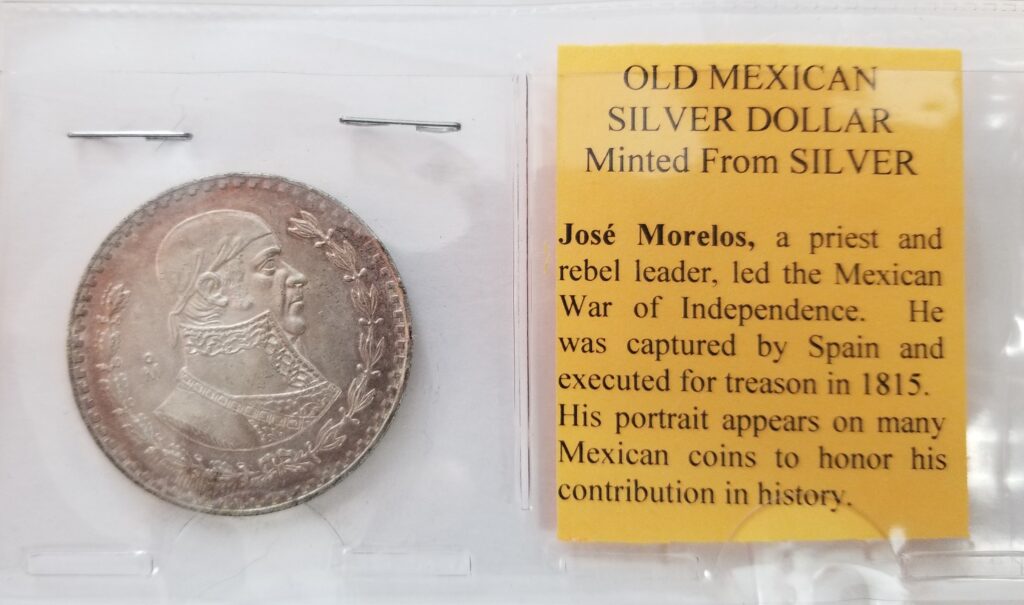 OLD MEXICAN
SILVER DOLLAR
Minted From SILVER
José Morelos, a priest and
rebel leader, led the Mexican
War of Independence. He
was captured by Spain and
executed for treason in 1815.
His portrait appears on many
Mexican coins to honor his
contribution in history.